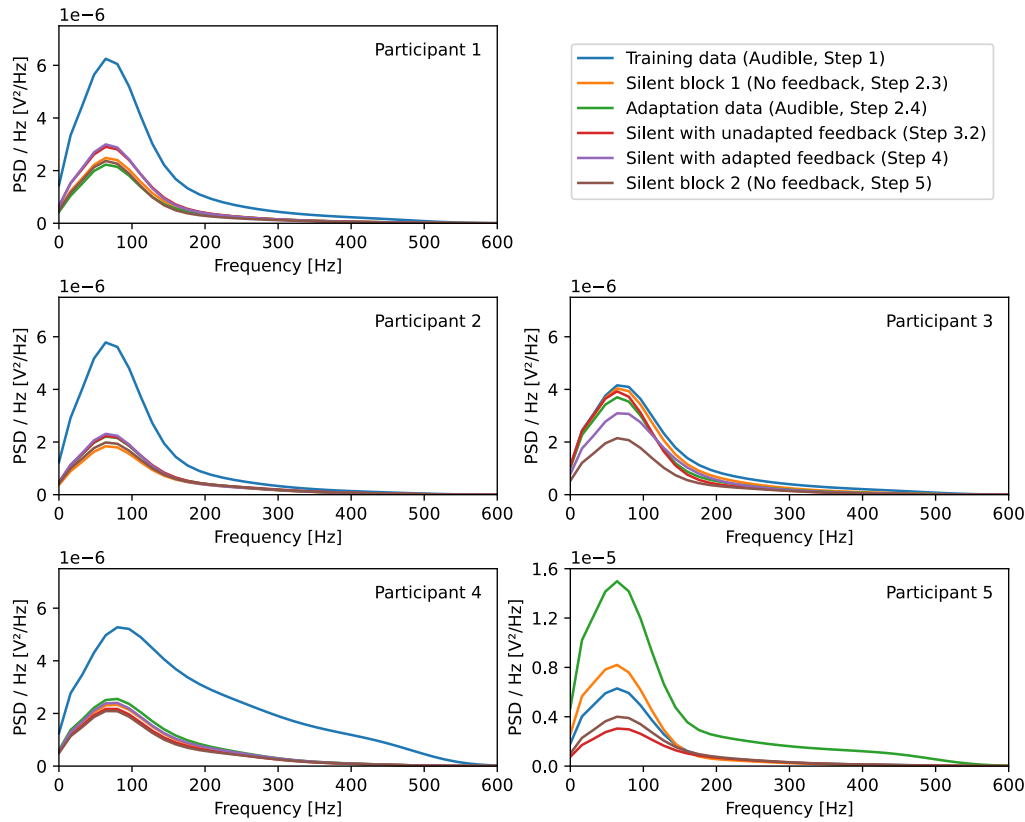 1e−6
Participant 1
PSD / Hz [V²/Hz]
6
4
2
0
0 100 200 300 400 500 600
Frequency [Hz]
Training data (Audible, Step 1)
Silent block 1 (No feedback, Step 2.3)
Adaptation data (Audible, Step 2.4)
Silent with unadapted feedback (Step 3.2)
Silent with adapted feedback (Step 4)
Silent block 2 (No feedback, Step 5)
1e−6
Participant 2
PSD / Hz [V²/Hz]
6
4
2
0
0 100 200 300 400 500 600
Frequency [Hz]
1e−6
Participant 3
PSD / Hz [V²/Hz]
6
4
2
0
0 100 200 300 400 500 600
Frequency [Hz]
1e−6
Participant 4
PSD / Hz [V²/Hz]
6
4
2
0
0 100 200 300 400 500 600
Frequency [Hz]
1e−5
Participant 5
PSD / Hz [V²/Hz]
1.6
1.2
0.8
0.4
0.0
0 100 200 300 400 500 600
Frequency [Hz]